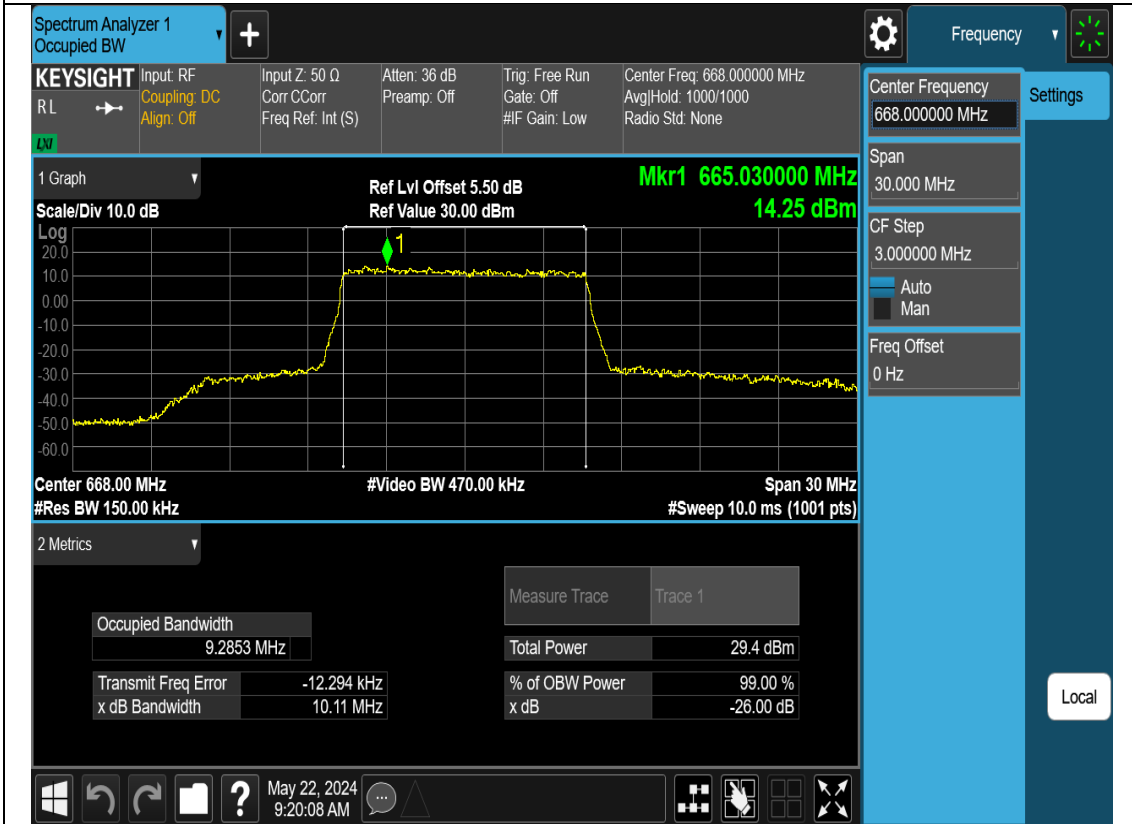 Spectrum Analyzer 1
Occupied BW
+
Frequency
KEYSIGHT
R L
LXI
Input: RF
Coupling: DC
Align: Off
Input Z: 50 Ω
Corr CCorr
Freq Ref: Int (S)
Atten: 36 dB
Preamp: Off
Trig: Free Run
Gate: Off
#IF Gain: Low
Center Freq: 668.000000 MHz
Avg|Hold: 1000/1000
Radio Std: None
Center Frequency
668.000000 MHz
Settings
Span
30.000 MHz
CF Step
3.000000 MHz
Auto
Man
Freq Offset
0 Hz
Local
1 Graph
Scale/Div 10.0 dB
Ref Lvl Offset 5.50 dB
Ref Value 30.00 dBm
Mkr1 665.030000 MHz
14.25 dBm
Log
1
20.0
10.0
0.00
-10.0
-20.0
-30.0
-40.0
-50.0
-60.0
Center 668.00 MHz
#Video BW 470.00 kHz
Span 30 MHz
#Res BW 150.00 kHz
#Sweep 10.0 ms (1001 pts)
2 Metrics
Measure Trace Trace 1
Occupied Bandwidth
9.2853 MHz
Total Power 29.4 dBm
Transmit Freq Error -12.294 kHz
% of OBW Power 99.00 %
x dB Bandwidth 10.11 MHz
x dB -26.00 dB
?
May 22, 2024
9:20:08 AM